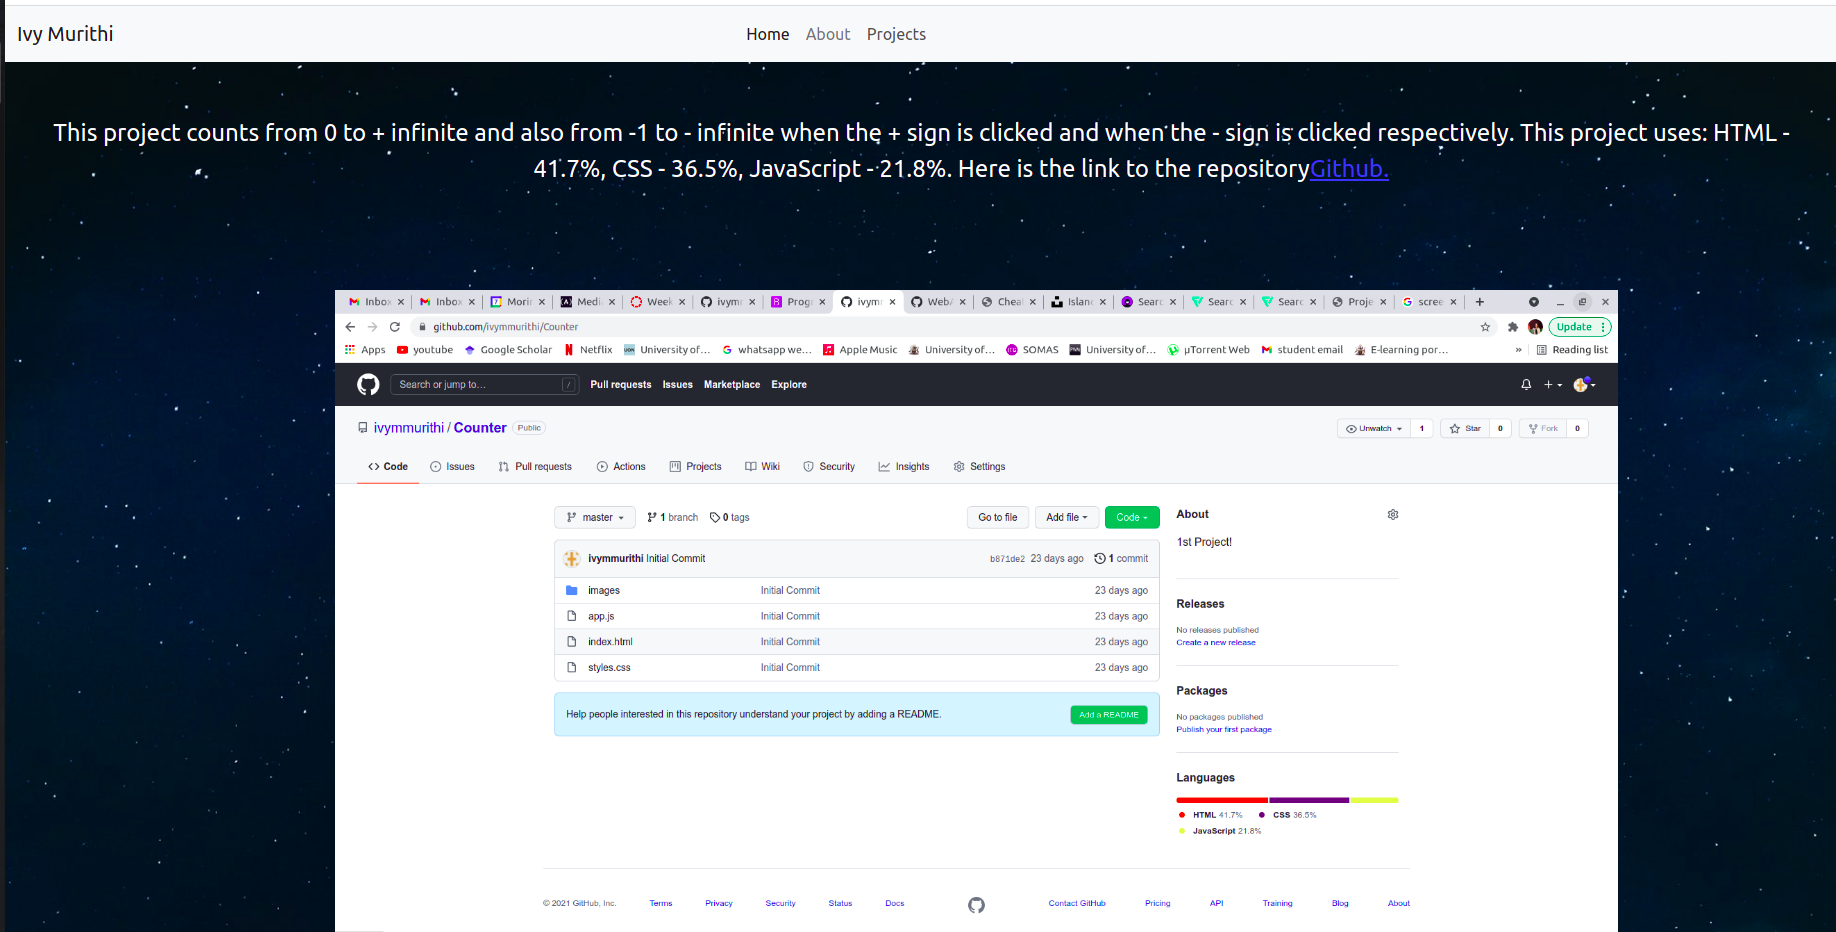 Ivy Murithi
Home About Projects
This project counts from 0 to + infinite and also from -1 to - infinite when the + sign is clicked and when the - sign is clicked respectively. This project uses: HTML -
41.7%, CSS - 36.5%, JavaScript - 21.8%. Here is the link to the repositoryGithub.
Inbox Inbox Morin Media Week ivymm Progr ivymm WebA Cheat Islan Searc Searc Searc Proje scree
github.com/ivymmurithi/Counter Update
Apps youtube Google Scholar Netflix University of... whatsapp we... Apple Music University of... SOMAS University of... µTorrent Web student email E-learning por... » Reading list
Search or jump to... / Pull requests Issues Marketplace Explore
ivymmurithi / Counter Public Unwatch 1 Star 0 Fork 0
Code Issues Pull requests Actions Projects Wiki Security Insights Settings
master 1 branch 0 tags Go to file Add file Code
ivymmurithi Initial Commit b871de2 23 days ago 1 commit
images Initial Commit 23 days ago
app.js Initial Commit 23 days ago
index.html Initial Commit 23 days ago
styles.css Initial Commit 23 days ago
Help people interested in this repository understand your project by adding a README. Add a README
About
1st Project!
Releases
No releases published
Create a new release
Packages
No packages published
Publish your first package
Languages
HTML 41.7% CSS 36.5%
JavaScript 21.8%
© 2021 GitHub, Inc. Terms Privacy Security Status Docs Contact GitHub Pricing API Training Blog About